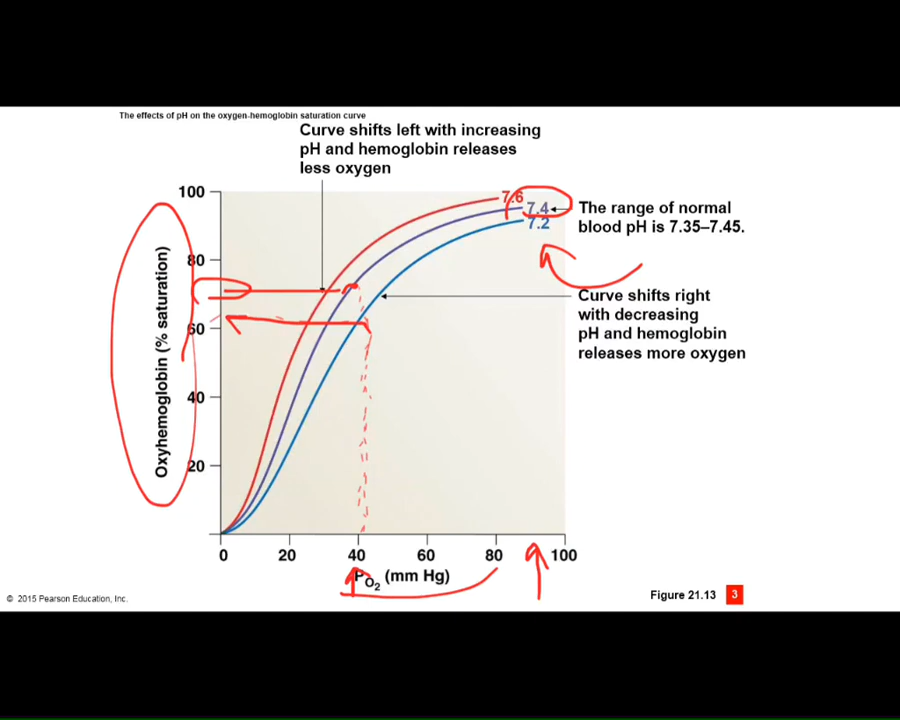 The effects of pH on the oxygen-hemoglobin saturation curve
Curve shifts left with increasing
pH and hemoglobin releases
less oxygen
100
7.6
7.4
7.2
The range of normal
blood pH is 7.35–7.45.
80
Curve shifts right
with decreasing
pH and hemoglobin
releases more oxygen
60
40
20
Oxyhemoglobin (% saturation)
0 20 40 60 80 100
PO2 (mm Hg)
© 2015 Pearson Education, Inc.
Figure 21.13 3